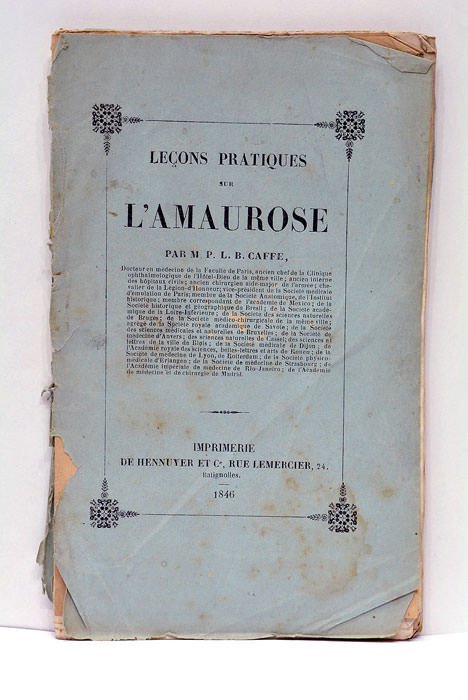 LEÇONS PRATIQUES
SUR
L'AMAUROSE
PAR M P. L. B. CAFFE,
Docteur en médecine de la Faculté de Paris, ancien chef de la Clinique
ophthalmologique de l'Hôtel-Dieu de la même ville; ancien interne
des hôpitaux civils; ancien chirurgien aide-major de l'armée; che-
valier de la Légion-d'Honneur; vice-président de la Société médicale
d'émulation de Paris; membre de la Société Anatomique, de l'Institut
historique; membre correspondant de l'académie de Mexico; de la
Société historique et géographique du Brésil; de la Société acadé-
mique de la Loire-Inférieure; de la Société des sciences naturelles
de Bruges; de la Société médico-chirurgicale de la même ville;
agrégé de la Société royale académique de Savoie; de la Société
des sciences médicales et naturelles de Bruxelles; de la Société de
médecine d'Anvers; des sciences naturelles de Cassel; des sciences et
lettres de la ville de Blois; de la Société médicale de Dijon; de
l'Académie royale des sciences, belles-lettres et arts de Rouen; de la
Société de médecine de Lyon, de Rotterdam; de la Société physico-
médicale d'Erlangen; de la Société de médecine de Strasbourg; de
l'Académie impériale de médecine de Rio-Janeiro; de l'Académie
de médecine et de chirurgie de Madrid.
IMPRIMERIE
DE HENNUYER ET Cᵉ, RUE LEMERCIER, 24.
Batignolles.
1846